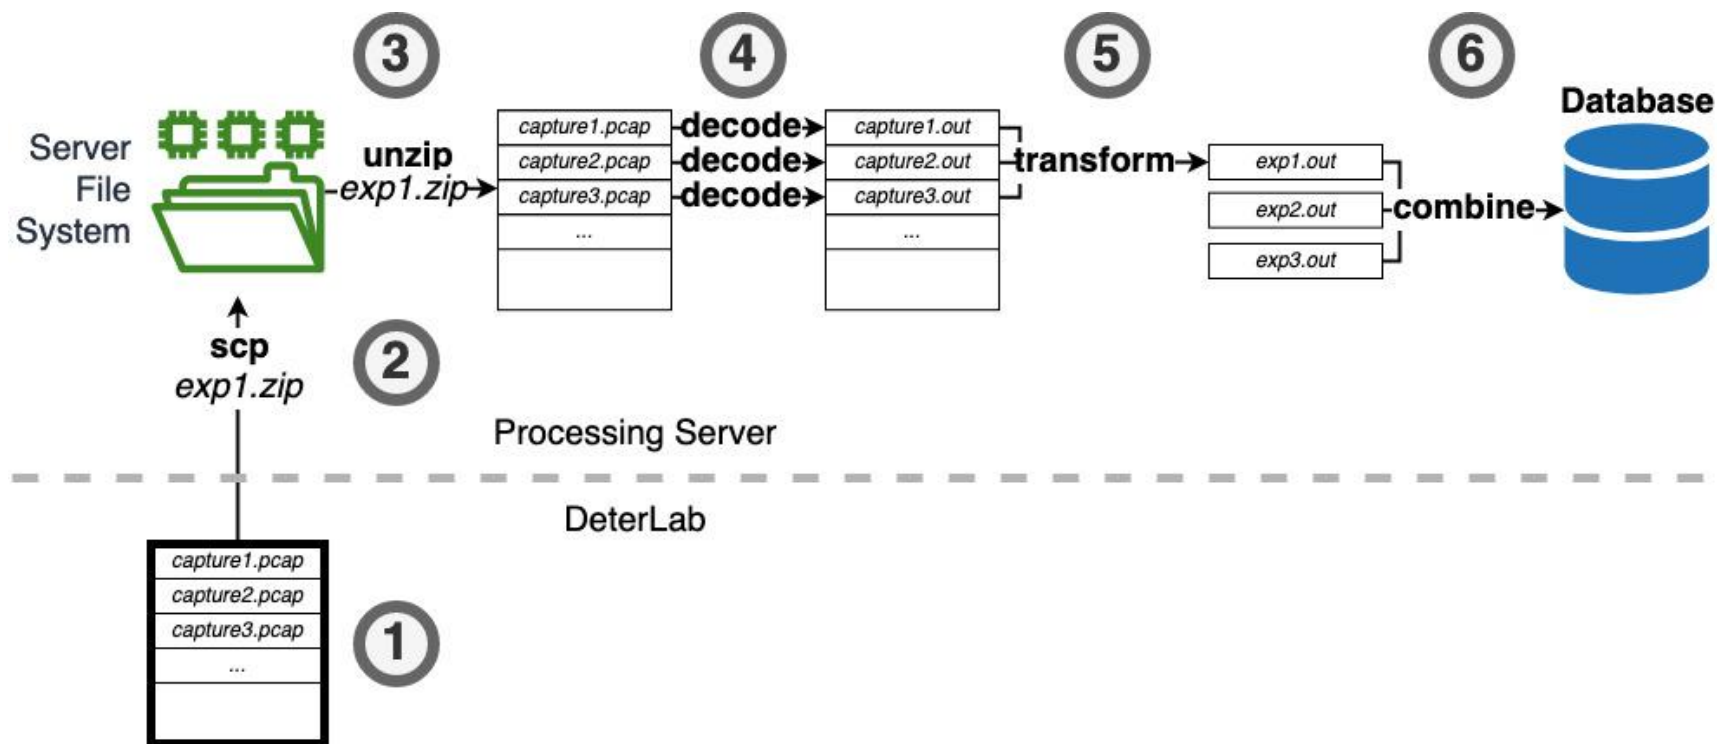 3
4
5
6
Database
Server
File
System
unzip
exp1.zip
capture1.pcap
capture2.pcap
capture3.pcap
...
decode
decode
decode
capture1.out
capture2.out
capture3.out
...
transform
exp1.out
exp2.out
exp3.out
combine
scp
exp1.zip
2
Processing Server
DeterLab
capture1.pcap
capture2.pcap
capture3.pcap
...
1